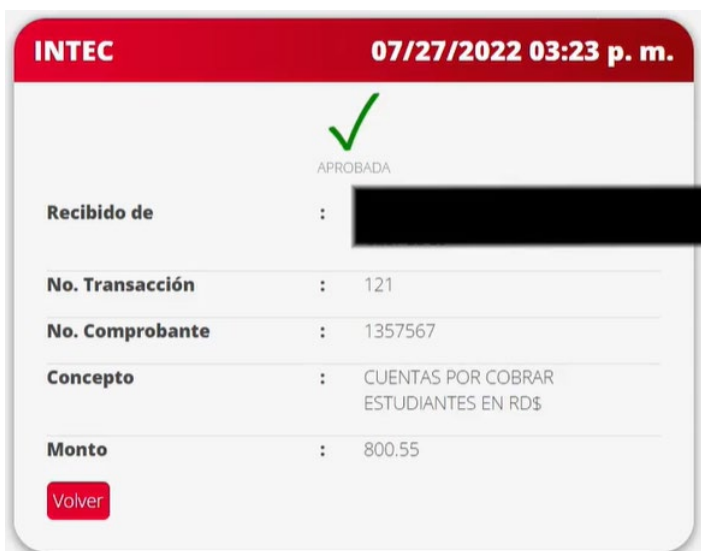 INTEC 07/27/2022 03:23 p. m.
APROBADA
Recibido de :
No. Transacción : 121
No. Comprobante : 1357567
Concepto : CUENTAS POR COBRAR
ESTUDIANTES EN RD$
Monto : 800.55
Volver